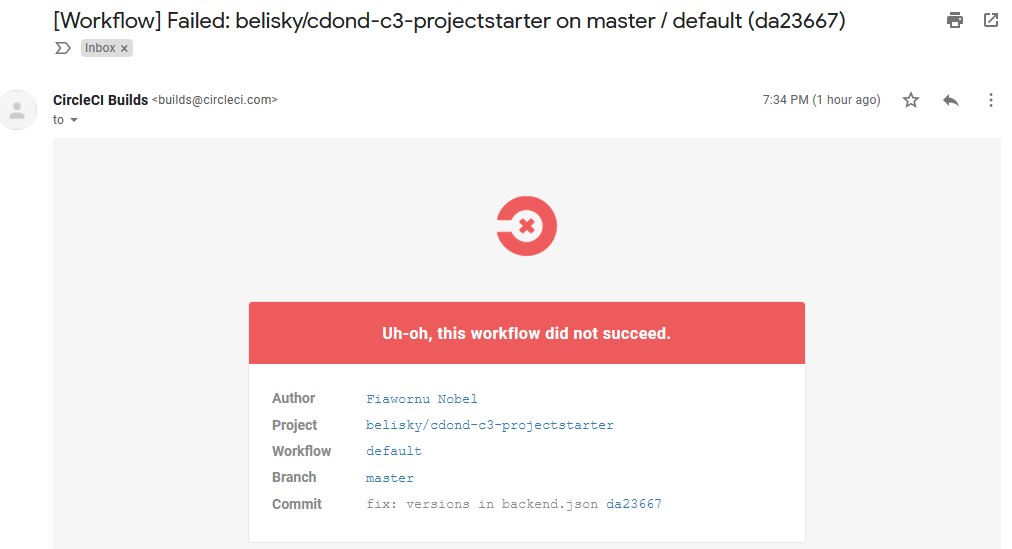 [Workflow] Failed: belisky/cdond-c3-projectstarter on master / default (da23667)
Inbox ×
CircleCI Builds <builds@circleci.com>
7:34 PM (1 hour ago)
to
Uh-oh, this workflow did not succeed.
Author Fiawornu Nobel
Project belisky/cdond-c3-projectstarter
Workflow default
Branch master
Commit fix: versions in backend.json da23667